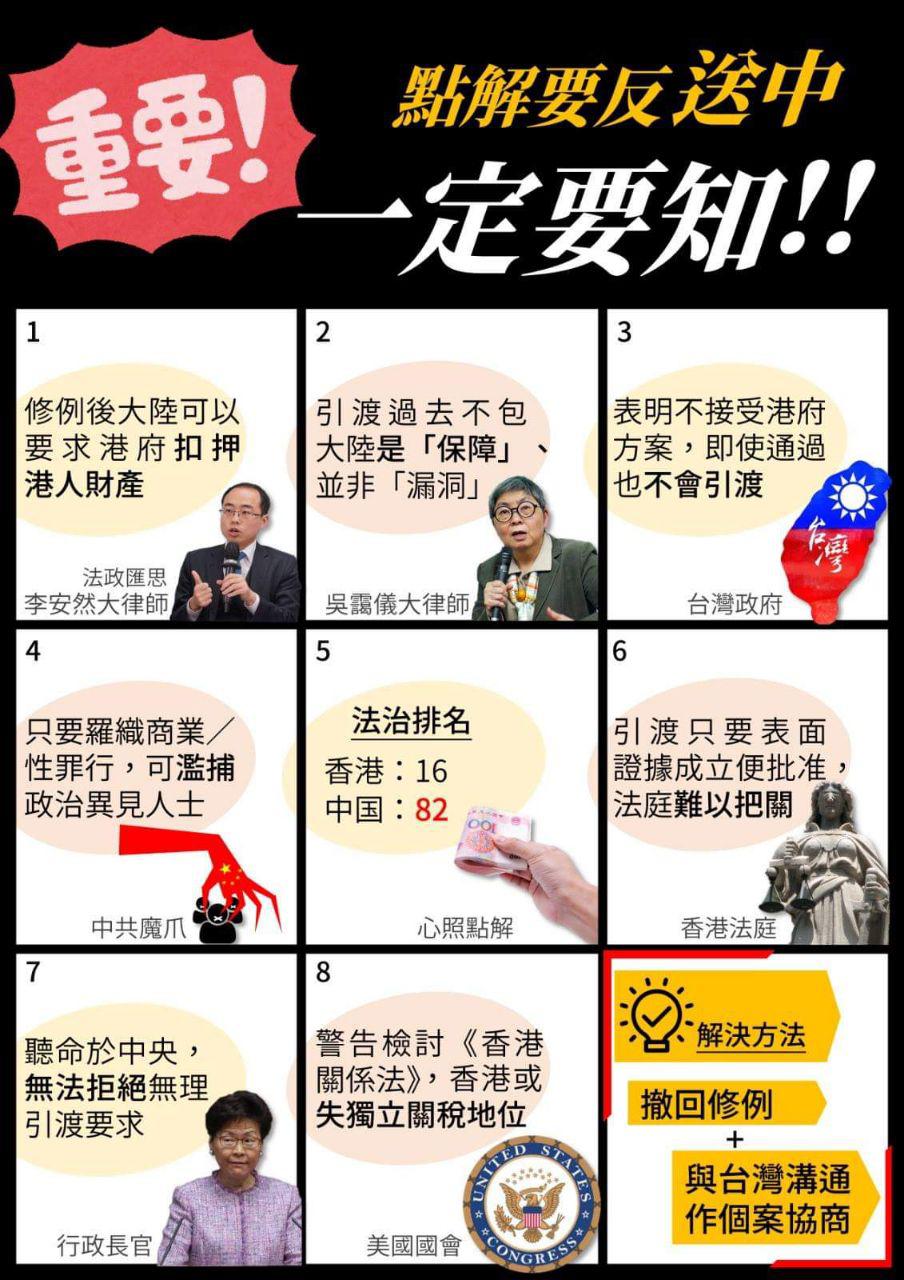 重要!
點解要反送中
一定要知!!
1
修例後大陸可以
要求港府扣押
港人財產
法政匯思
李安然大律師
2
引渡過去不包
大陸是「保障」、
並非「漏洞」
吳靄儀大律師
3
表明不接受港府
方案，即使通過
也不會引渡
台灣
台灣政府
4
只要羅織商業／
性罪行，可濫捕
政治異見人士
中共魔爪
5
法治排名
香港：16
中国：82
100
心照點解
6
引渡只要表面
證據成立便批准，
法庭難以把關
香港法庭
7
聽命於中央，
無法拒絕無理
引渡要求
行政長官
8
警告檢討《香港
關係法》，香港或
失獨立關稅地位
UNITED STATES
CONGRESS
美國國會
解決方法
撤回修例
+
與台灣溝通
作個案協商